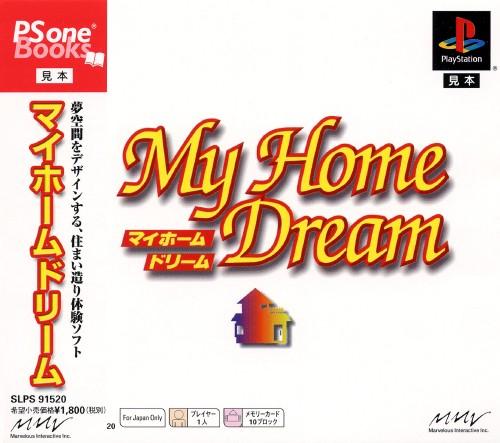 PS one®
Books
見本
夢空間をデザインする、住まい造り体験ソフト
マイホームドリーム
SLPS 91520
希望小売価格¥1,800(税別)
Marvelous Interactive Inc.
20
PlayStation®
見本
My Home
マイホーム
ドリーム
Dream
For Japan Only
プレイヤー
1人
メモリーカード
10ブロック
Marvelous Interactive Inc.